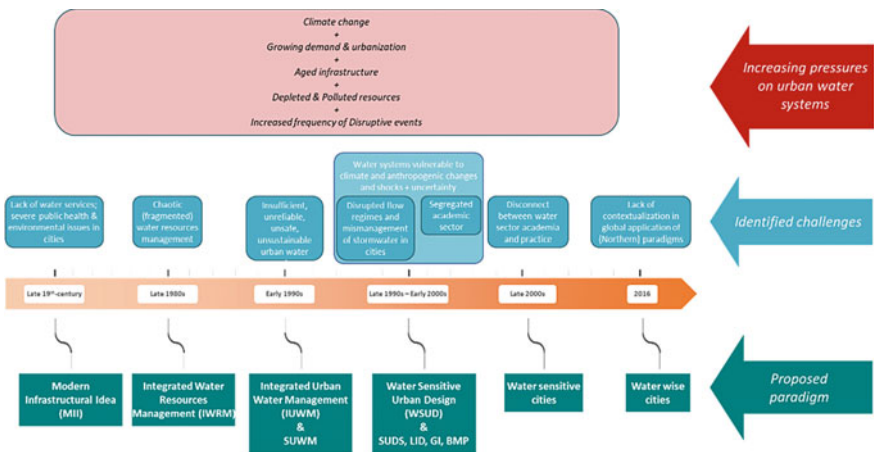 Climate change
+
Growing demand & urbanization
+
Aged infrastructure
+
Depleted & Polluted resources
+
Increased frequency of Disruptive events
Increasing pressures
on urban water
systems
Lack of water services;
severe public health &
environmental issues in
cities
Chaotic
(fragmented)
water resources
management
Insufficient,
unreliable,
unsafe,
unsustainable
urban water
Water systems vulnerable to
climate and anthropogenic changes
and shocks + uncertainty
Disrupted flow
regimes and
mismanagement
of stormwater in
cities
Segregated
academic
sector
Disconnect
between water
sector academia
and practice
Lack of
contextualization in
global application of
(Northern) paradigms
Identified challenges
Late 19st-century
Late 1980s
Early 1990s
Late 1990s – Early 2000s
Late 2000s
2016
Modern
Infrastructural Idea
(MII)
Integrated Water
Resources
Management (IWRM)
Integrated Urban
Water Management
(IUWM)
&
SUWM
Water Sensitive
Urban Design
(WSUD)
&
SUDS, LID, GI, BMP
Water sensitive
cities
Water wise
cities
Proposed
paradigm